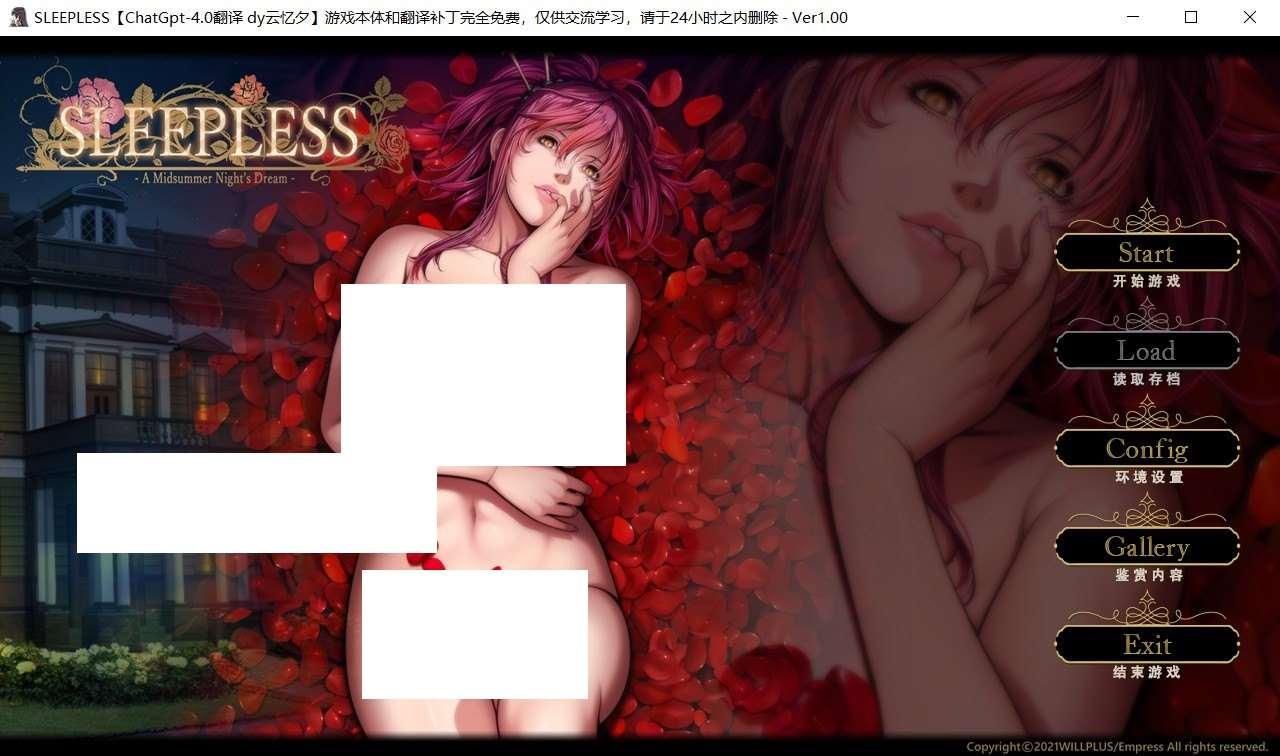 SLEEPLESS【ChatGpt-4.0翻译 dy云忆夕】游戏本体和翻译补丁完全免费，仅供交流学习，请于24小时之内删除 - Ver1.00
SLEEPLESS
- A Midsummer Night's Dream -
Start
开始游戏
Load
读取存档
Config
环境设置
Gallery
鉴赏内容
Exit
结束游戏
Copyright©2021WILLPLUS/Empress All rights reserved.